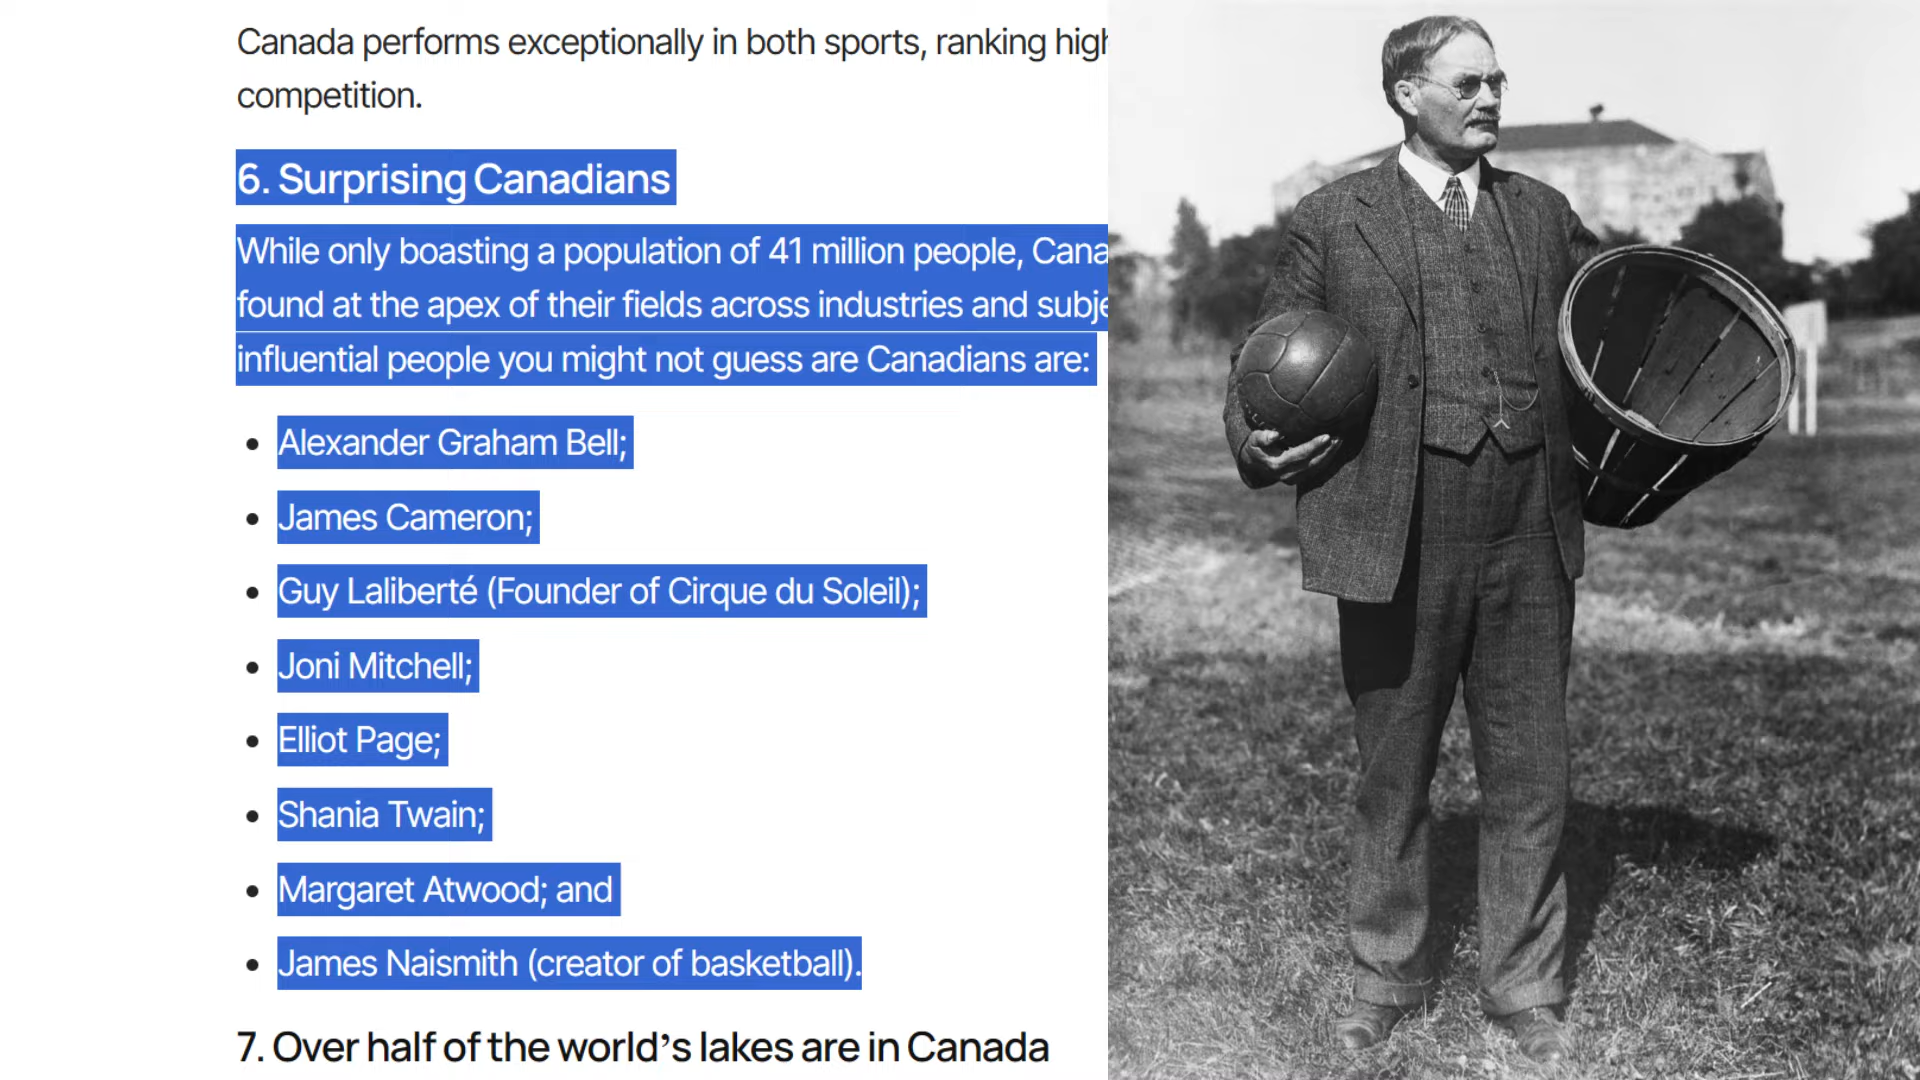 Canada performs exceptionally in both sports, ranking high
competition.
6. Surprising Canadians
While only boasting a population of 41 million people,
found at the apex of their fields across industries and
influential people you might not guess are Canadians are:
Alexander Graham Bell;
James Cameron;
Guy Laliberté (Founder of Cirque du Soleil);
Joni Mitchell;
Elliot Page;
Shania Twain;
Margaret Atwood; and
James Naismith (creator of basketball).
7. Over half of the world’s lakes are in Canada